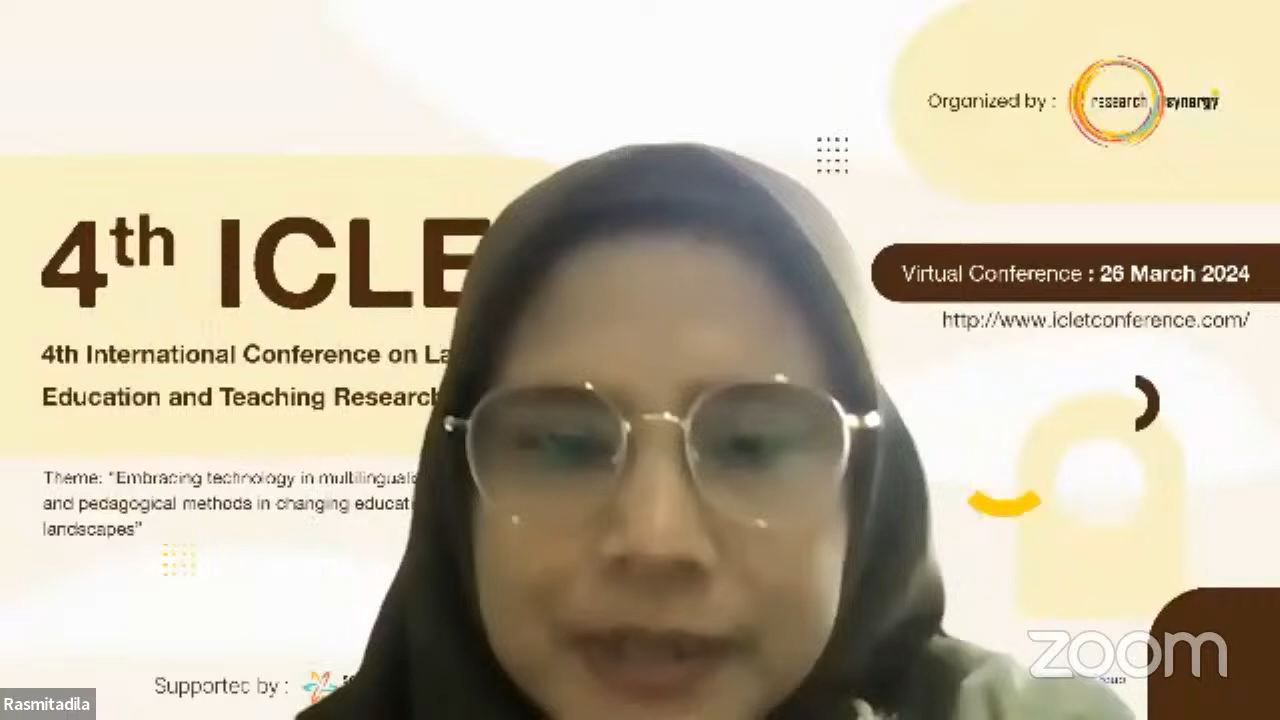 Organized by :
research synergy
4th ICLE
Virtual Conference : 26 March 2024
http://www.icletconference.com/
4th International Conference on La
Education and Teaching Research
Theme: "Embracing technology in multilingualis
and pedagogical methods in changing educati
landscapes"
zoom
Supported by :
Rasmitadila